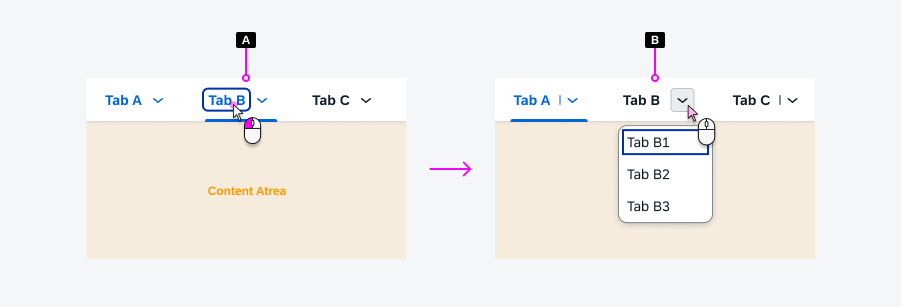 A
B
Tab A Tab B Tab C
Tab A Tab B Tab C
Tab B1
Tab B2
Tab B3
Content Atrea